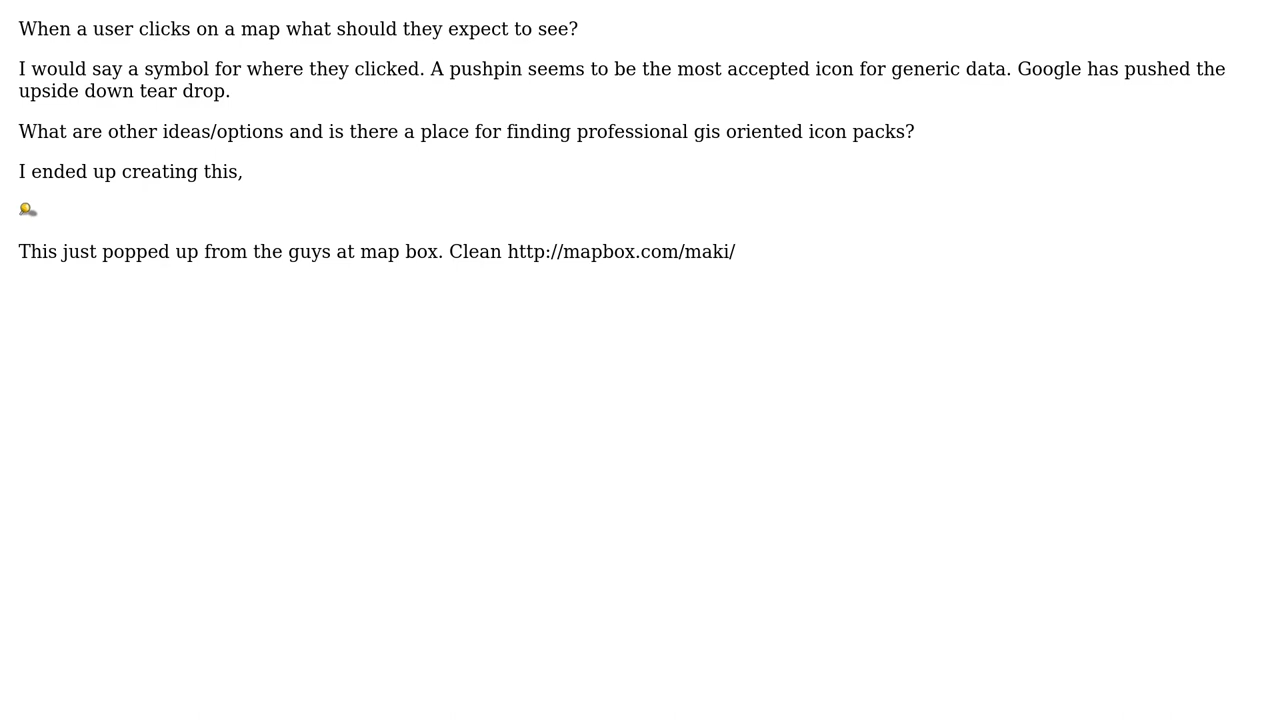 When a user clicks on a map what should they expect to see?
I would say a symbol for where they clicked. A pushpin seems to be the most accepted icon for generic data. Google has pushed the
upside down tear drop.
What are other ideas/options and is there a place for finding professional gis oriented icon packs?
I ended up creating this,
This just popped up from the guys at map box. Clean http://mapbox.com/maki/